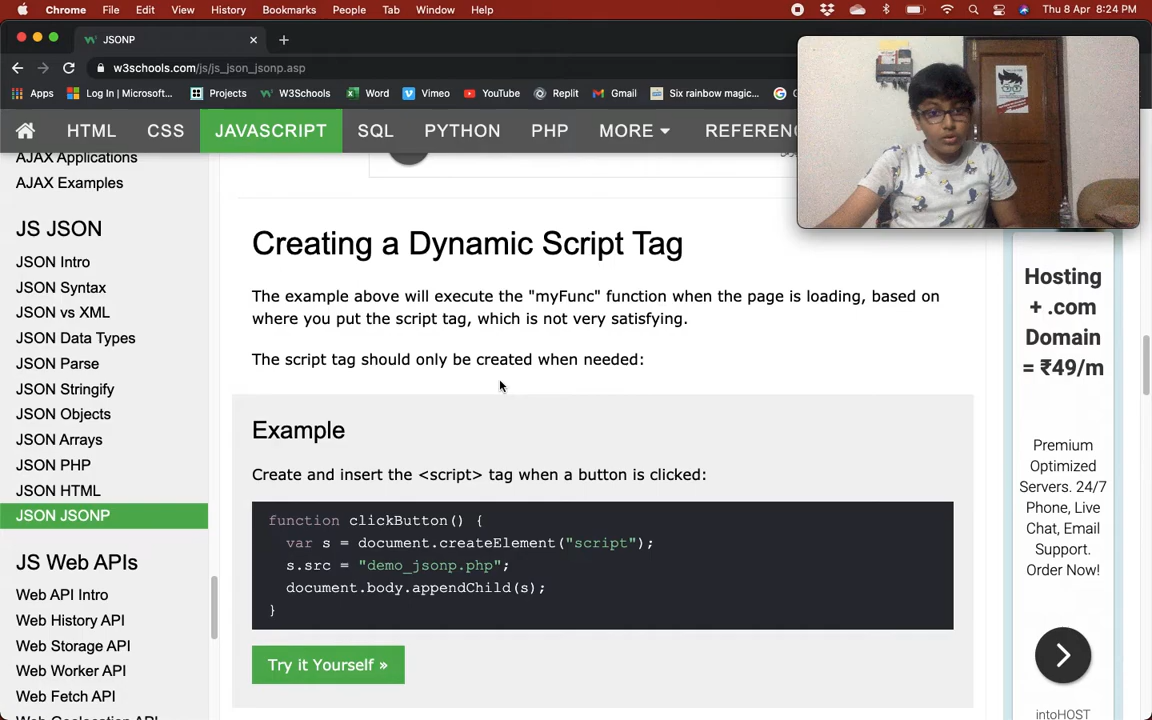 Chrome File Edit View History Bookmarks People Tab Window Help Thu 8 Apr 8:24 PM
JSONP
w3schools.com/js/js_json_jsonp.asp
Apps Log In | Microsoft... Projects W3Schools Word Vimeo YouTube Replit Gmail Six rainbow magic...
HTML CSS JAVASCRIPT SQL PYTHON PHP MORE REFERENC
AJAX Applications
AJAX Examples
JS JSON
JSON Intro
JSON Syntax
JSON vs XML
JSON Data Types
JSON Parse
JSON Stringify
JSON Objects
JSON Arrays
JSON PHP
JSON HTML
JSON JSONP
JS Web APIs
Web API Intro
Web History API
Web Storage API
Web Worker API
Web Fetch API
Web Geolocation API
Creating a Dynamic Script Tag
The example above will execute the "myFunc" function when the page is loading, based on
where you put the script tag, which is not very satisfying.
The script tag should only be created when needed:
Example
Create and insert the <script> tag when a button is clicked:
function clickButton() {
var s = document.createElement("script");
s.src = "demo_jsonp.php";
document.body.appendChild(s);
}
Try it Yourself »
Hosting
+ .com
Domain
= ₹49/m
Premium
Optimized
Servers. 24/7
Phone, Live
Chat, Email
Support.
Order Now!
intoHOST